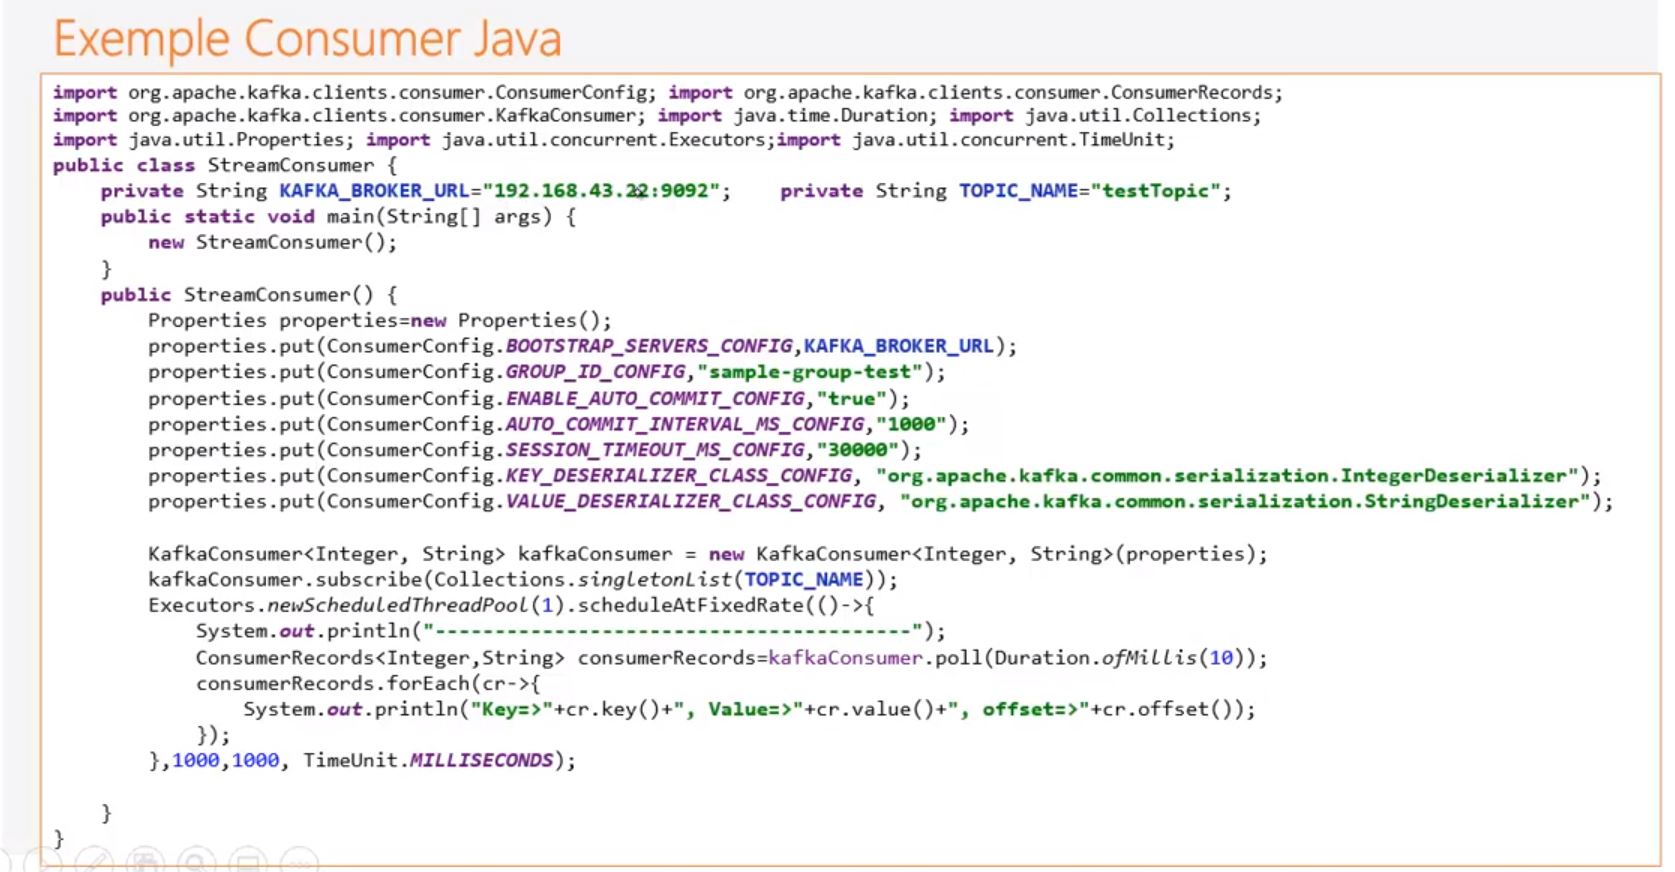 Exemple Consumer Java
import org.apache.kafka.clients.consumer.ConsumerConfig; import org.apache.kafka.clients.consumer.ConsumerRecords;
import org.apache.kafka.clients.consumer.KafkaConsumer; import java.time.Duration; import java.util.Collections;
import java.util.Properties; import java.util.concurrent.Executors;import java.util.concurrent.TimeUnit;
public class StreamConsumer {
    private String KAFKA_BROKER_URL="192.168.43.22:9092";    private String TOPIC_NAME="testTopic";
    public static void main(String[] args) {
        new StreamConsumer();
    }
    public StreamConsumer() {
        Properties properties=new Properties();
        properties.put(ConsumerConfig.BOOTSTRAP_SERVERS_CONFIG,KAFKA_BROKER_URL);
        properties.put(ConsumerConfig.GROUP_ID_CONFIG,"sample-group-test");
        properties.put(ConsumerConfig.ENABLE_AUTO_COMMIT_CONFIG,"true");
        properties.put(ConsumerConfig.AUTO_COMMIT_INTERVAL_MS_CONFIG,"1000");
        properties.put(ConsumerConfig.SESSION_TIMEOUT_MS_CONFIG,"30000");
        properties.put(ConsumerConfig.KEY_DESERIALIZER_CLASS_CONFIG, "org.apache.kafka.common.serialization.IntegerDeserializer");
        properties.put(ConsumerConfig.VALUE_DESERIALIZER_CLASS_CONFIG, "org.apache.kafka.common.serialization.StringDeserializer");
        KafkaConsumer<Integer, String> kafkaConsumer = new KafkaConsumer<Integer, String>(properties);
        kafkaConsumer.subscribe(Collections.singletonList(TOPIC_NAME));
        Executors.newScheduledThreadPool(1).scheduleAtFixedRate(()->{
            System.out.println("----------------------------------------");
            ConsumerRecords<Integer,String> consumerRecords=kafkaConsumer.poll(Duration.ofMillis(10));
            consumerRecords.forEach(cr->{
                System.out.println("Key=>"+cr.key()+", Value=>"+cr.value()+", offset=>"+cr.offset());
            });
        },1000,1000, TimeUnit.MILLISECONDS);
    }
}